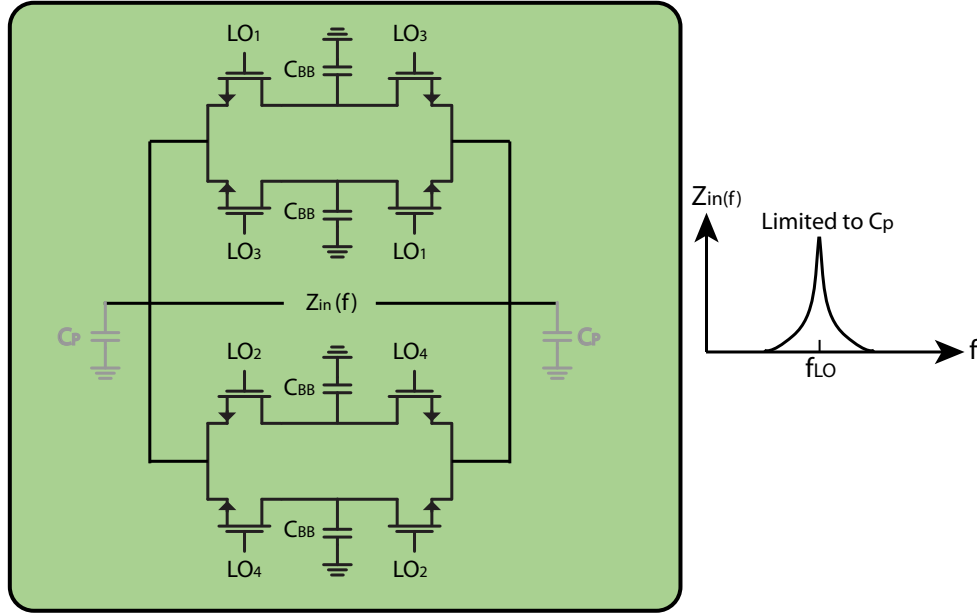 LO1
LO3
CBB
CBB
LO3
LO1
Zin (f)
CP
CP
LO2
LO4
CBB
CBB
LO4
LO2
Zin(f)
Limited to Cp
fLO
f